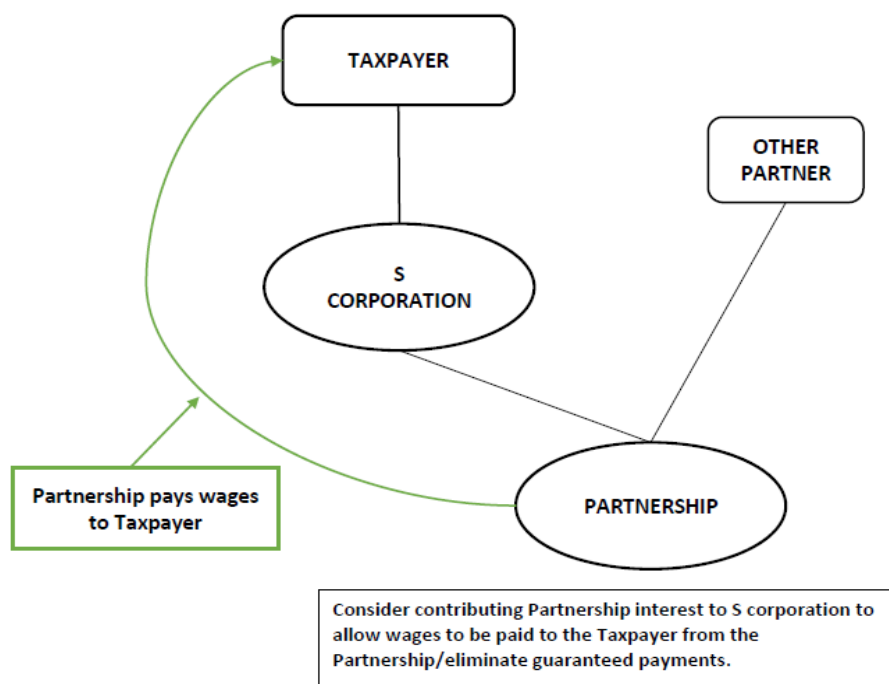 TAXPAYER
OTHER
PARTNER
S
CORPORATION
Partnership pays wages
to Taxpayer
PARTNERSHIP
Consider contributing Partnership interest to S corporation to
allow wages to be paid to the Taxpayer from the
Partnership/eliminate guaranteed payments.